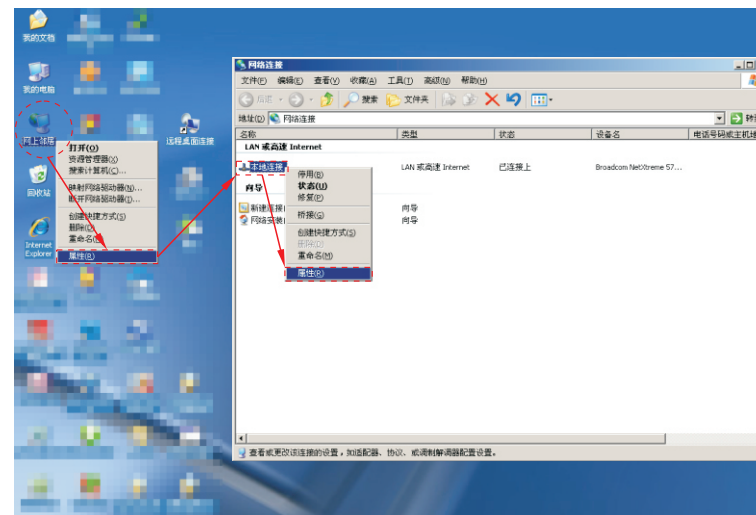 我的文档
我的电脑
网上邻居
远程桌面连接
回收站
Internet
Explorer
打开(O)
资源管理器(X)
搜索计算机(C)...
映射网络驱动器(N)...
断开网络驱动器(I)...
创建快捷方式(S)
删除(D)
重命名(M)
属性(R)
网络连接
文件(F) 编辑(E) 查看(V) 收藏(A) 工具(T) 高级(N) 帮助(H)
后退 搜索 文件夹
地址(D) 网络连接 转到
名称 类型 状态 设备名 电话号码或主机地
LAN 或高速 Internet
本地连接 LAN 或高速 Internet 已连接上 Broadcom NetXtreme 57...
向导
新建连接 向导
网络安装 向导
停用(B)
状态(U)
修复(P)
桥接(G)
创建快捷方式(S)
删除(D)
重命名(M)
属性(R)
查看或更改该连接的设置，如适配器、协议、或调制解调器配置设置。